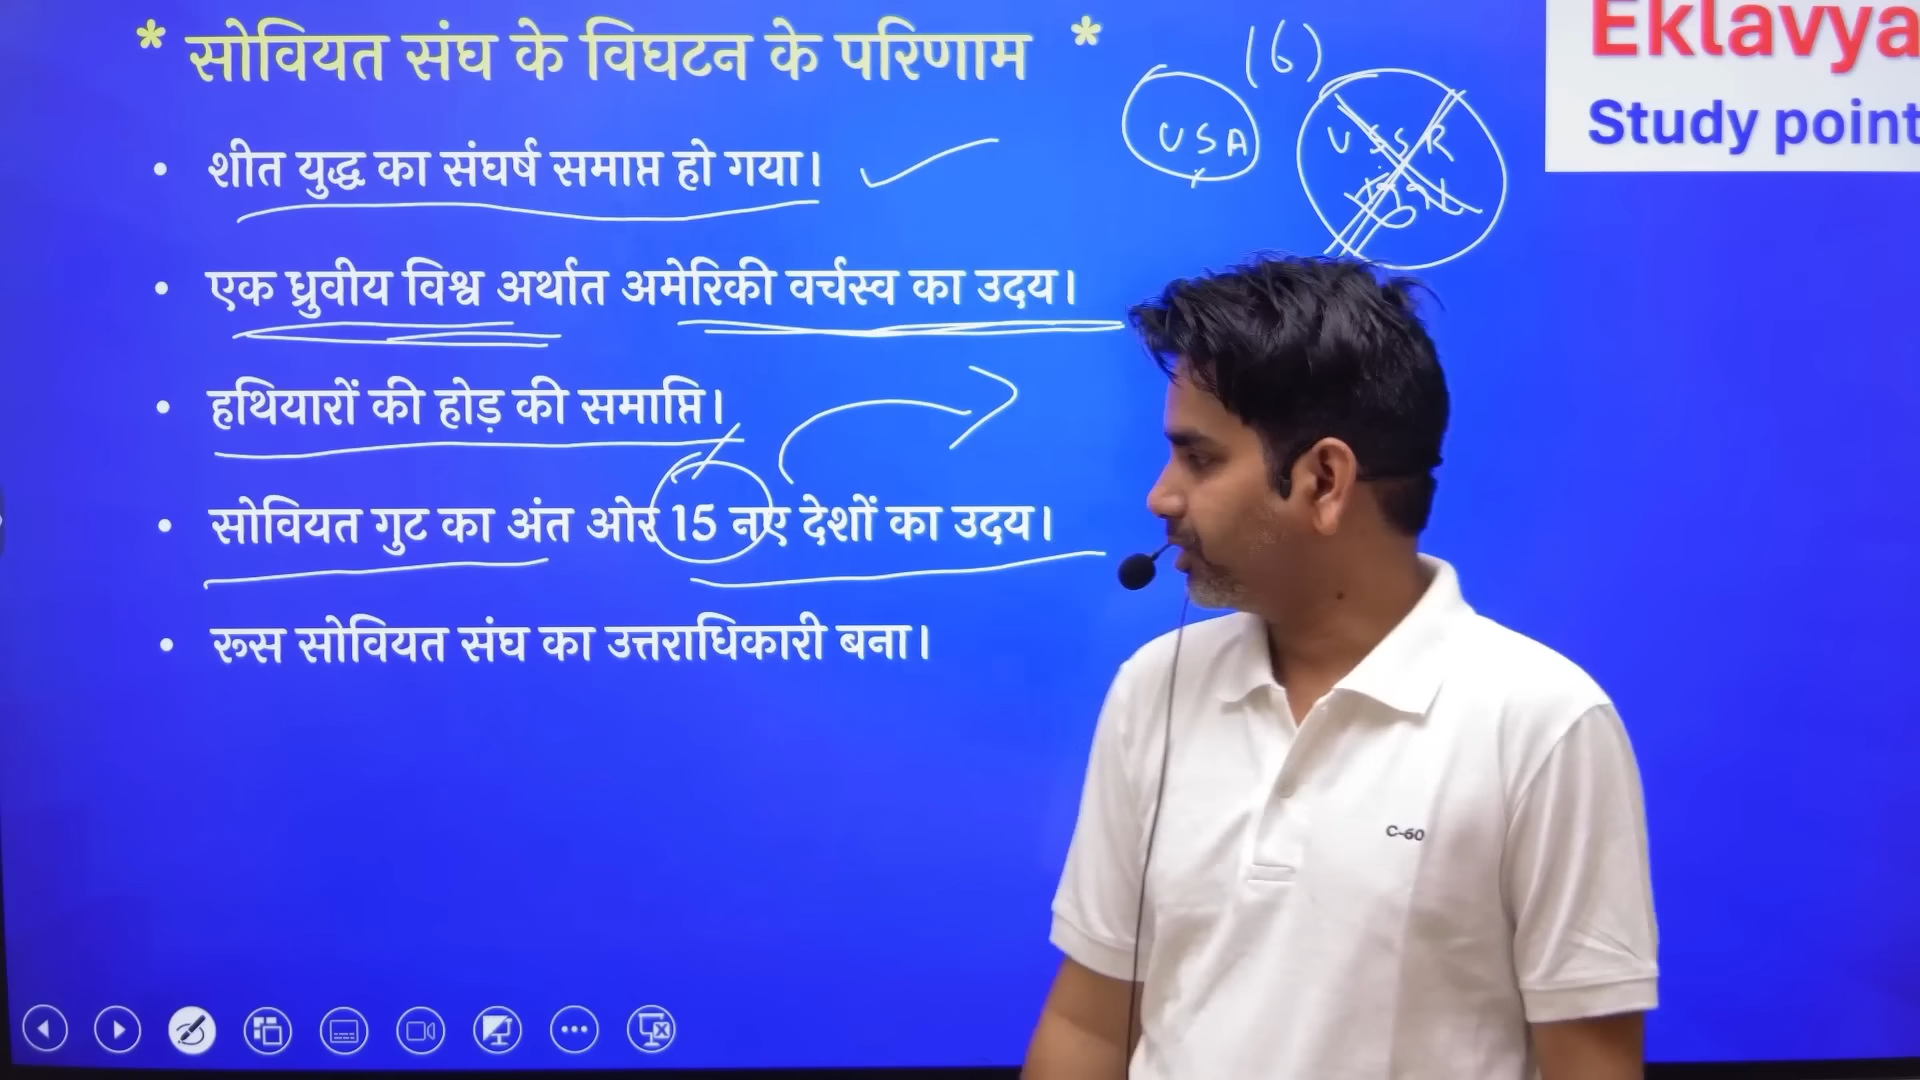 * सोवियत संघ के विघटन के परिणाम *
(6)
USA
USSR
Eklavya
Study point
• शीत युद्ध का संघर्ष समाप्त हो गया।
• एक ध्रुवीय विश्व अर्थात अमेरिकी वर्चस्व का उदय।
• हथियारों की होड़ की समाप्ति।
• सोवियत गुट का अंत ओर 15 नए देशों का उदय।
• रूस सोवियत संघ का उत्तराधिकारी बना।
C-60